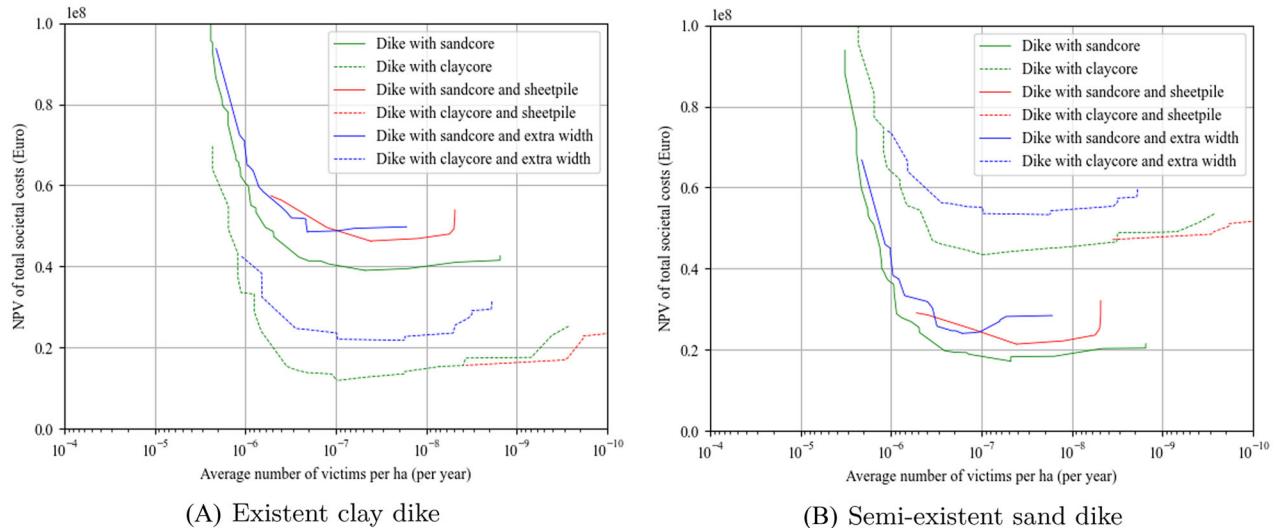 1e8
1.0
0.8
0.6
0.4
0.2
0.0
NPV of total societal costs (Euro)
Dike with sandcore
Dike with claycore
Dike with sandcore and sheetpile
Dike with claycore and sheetpile
Dike with sandcore and extra width
Dike with claycore and extra width
10⁻⁴ 10⁻⁵ 10⁻⁶ 10⁻⁷ 10⁻⁸ 10⁻⁹ 10⁻¹⁰
Average number of victims per ha (per year)
(A) Existent clay dike
1e8
1.0
0.8
0.6
0.4
0.2
0.0
NPV of total societal costs (Euro)
Dike with sandcore
Dike with claycore
Dike with sandcore and sheetpile
Dike with claycore and sheetpile
Dike with sandcore and extra width
Dike with claycore and extra width
10⁻⁴ 10⁻⁵ 10⁻⁶ 10⁻⁷ 10⁻⁸ 10⁻⁹ 10⁻¹⁰
Average number of victims per ha (per year)
(B) Semi-existent sand dike